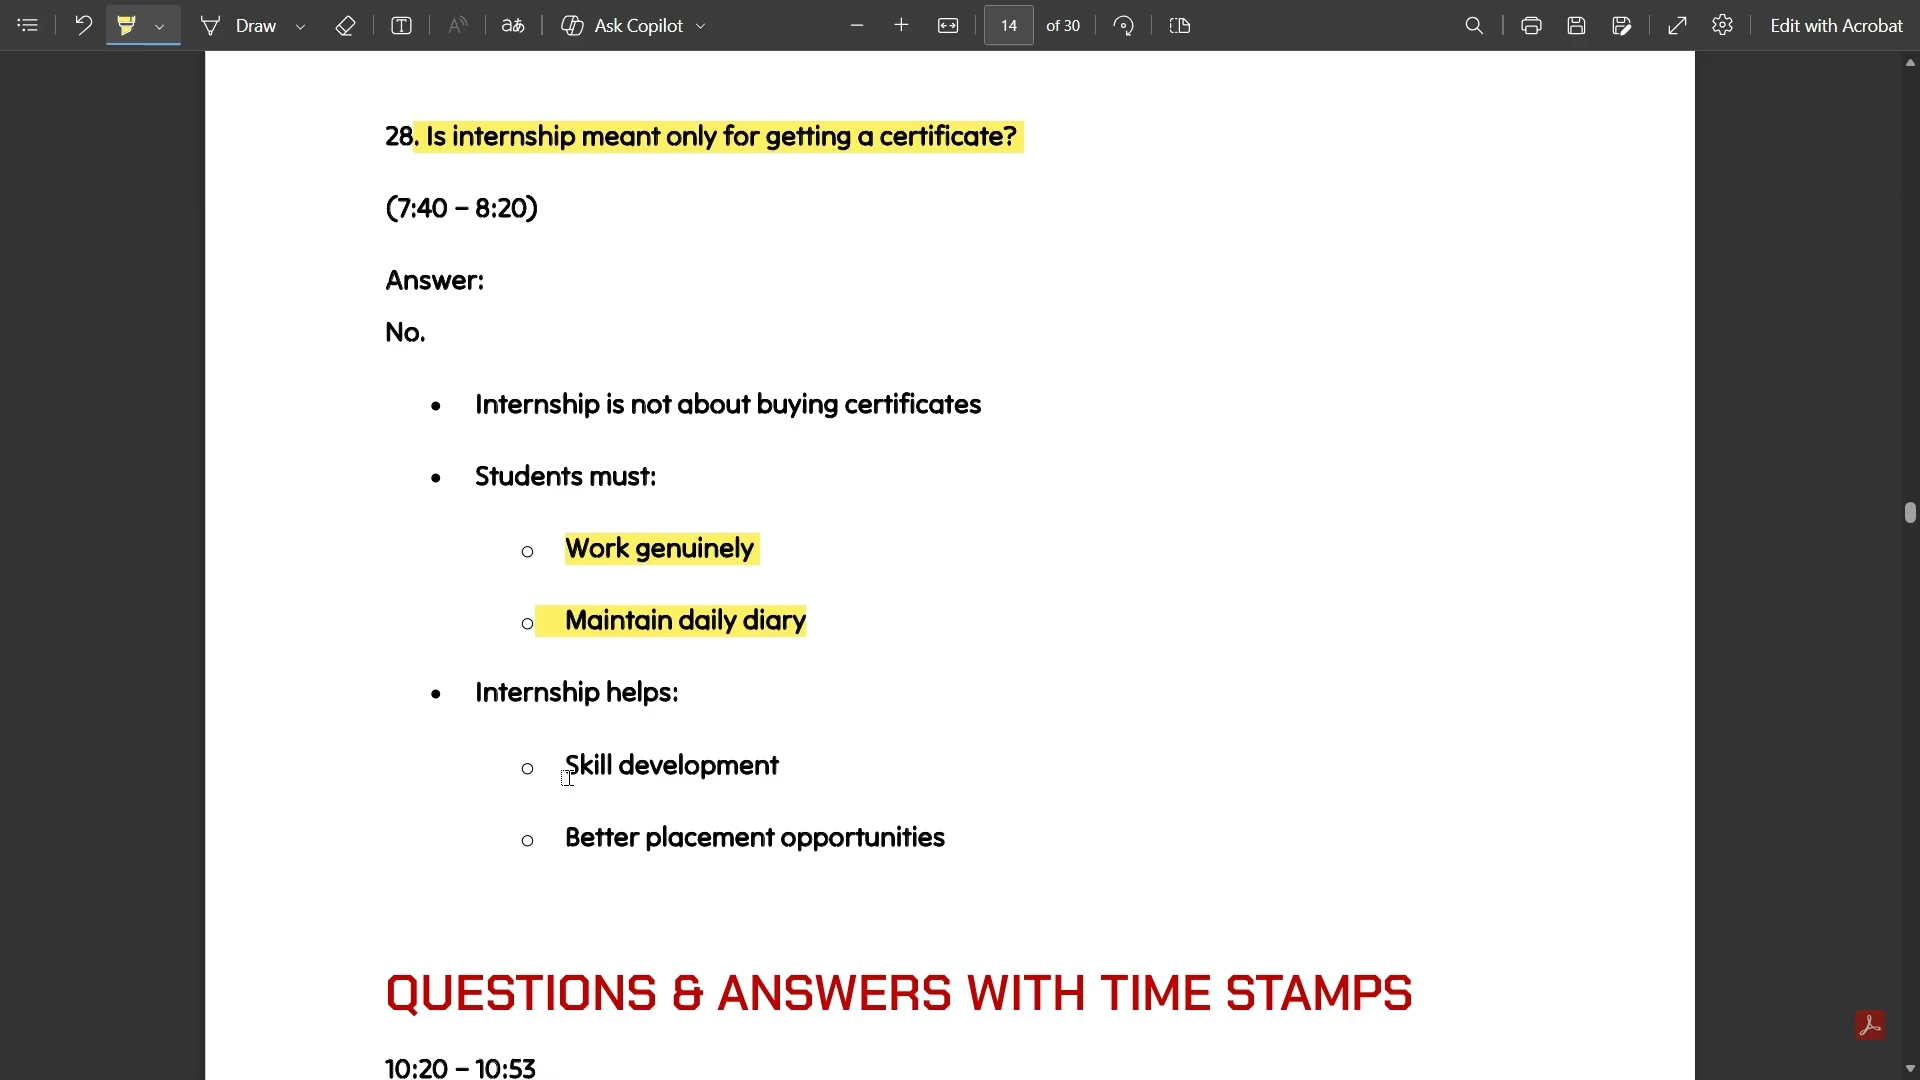 Draw
aあ
Ask Copilot
14 of 30
Edit with Acrobat
28. Is internship meant only for getting a certificate?
(7:40 – 8:20)
Answer:
No.
• Internship is not about buying certificates
• Students must:
o Work genuinely
o Maintain daily diary
• Internship helps:
o Skill development
o Better placement opportunities
QUESTIONS & ANSWERS WITH TIME STAMPS
10:20 – 10:53